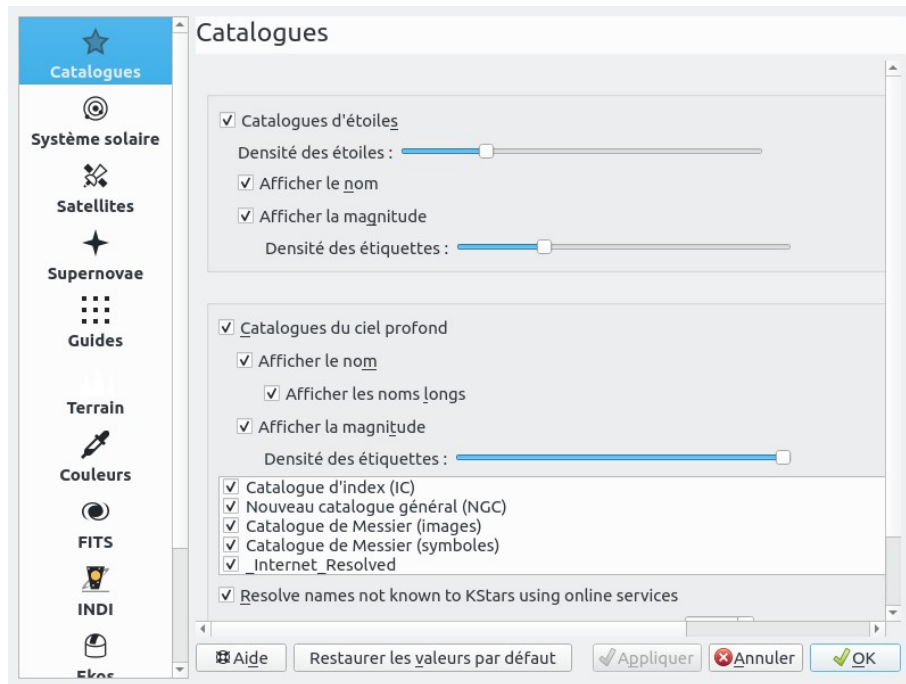 Catalogues
Système solaire
Satellites
Supernovae
Guides
Terrain
Couleurs
FITS
INDI
Ekos
Catalogues
Catalogues d'étoiles
Densité des étoiles :
Afficher le nom
Afficher la magnitude
Densité des étiquettes :
Catalogues du ciel profond
Afficher le nom
Afficher les noms longs
Afficher la magnitude
Densité des étiquettes :
Catalogue d'index (IC)
Nouveau catalogue général (NGC)
Catalogue de Messier (images)
Catalogue de Messier (symboles)
_Internet_Resolved
Resolve names not known to KStars using online services
Aide Restaurer les valeurs par défaut Appliquer Annuler OK